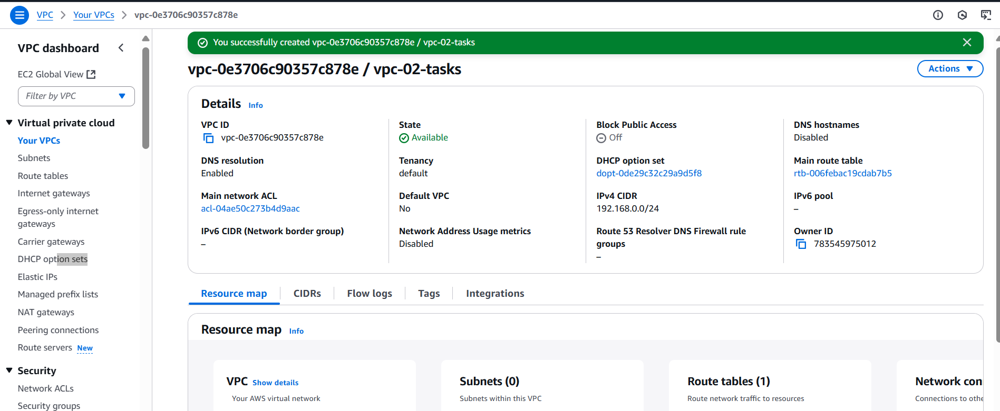 VPC > Your VPCs > vpc-0e3706c90357c878e
VPC dashboard
EC2 Global View
Filter by VPC
Virtual private cloud
Your VPCs
Subnets
Route tables
Internet gateways
Egress-only internet
gateways
Carrier gateways
DHCP option sets
Elastic IPs
Managed prefix lists
NAT gateways
Peering connections
Route servers New
Security
Network ACLs
Security groups
You successfully created vpc-0e3706c90357c878e / vpc-02-tasks
vpc-0e3706c90357c878e / vpc-02-tasks
Actions
Details Info
VPC ID
vpc-0e3706c90357c878e
State
Available
Block Public Access
Off
DNS hostnames
Disabled
DNS resolution
Enabled
Tenancy
default
DHCP option set
dopt-0de29c32c29a9d5f8
Main route table
rtb-006febac19cdab7b5
Main network ACL
acl-04ae50c273b4d9aac
Default VPC
No
IPv4 CIDR
192.168.0.0/24
IPv6 pool
–
IPv6 CIDR (Network border group)
–
Network Address Usage metrics
Disabled
Route 53 Resolver DNS Firewall rule
groups
–
Owner ID
783545975012
Resource map
CIDRs
Flow logs
Tags
Integrations
Resource map Info
VPC Show details
Your AWS virtual network
Subnets (0)
Subnets within this VPC
Route tables (1)
Route network traffic to resources
Network con
Connections to othe